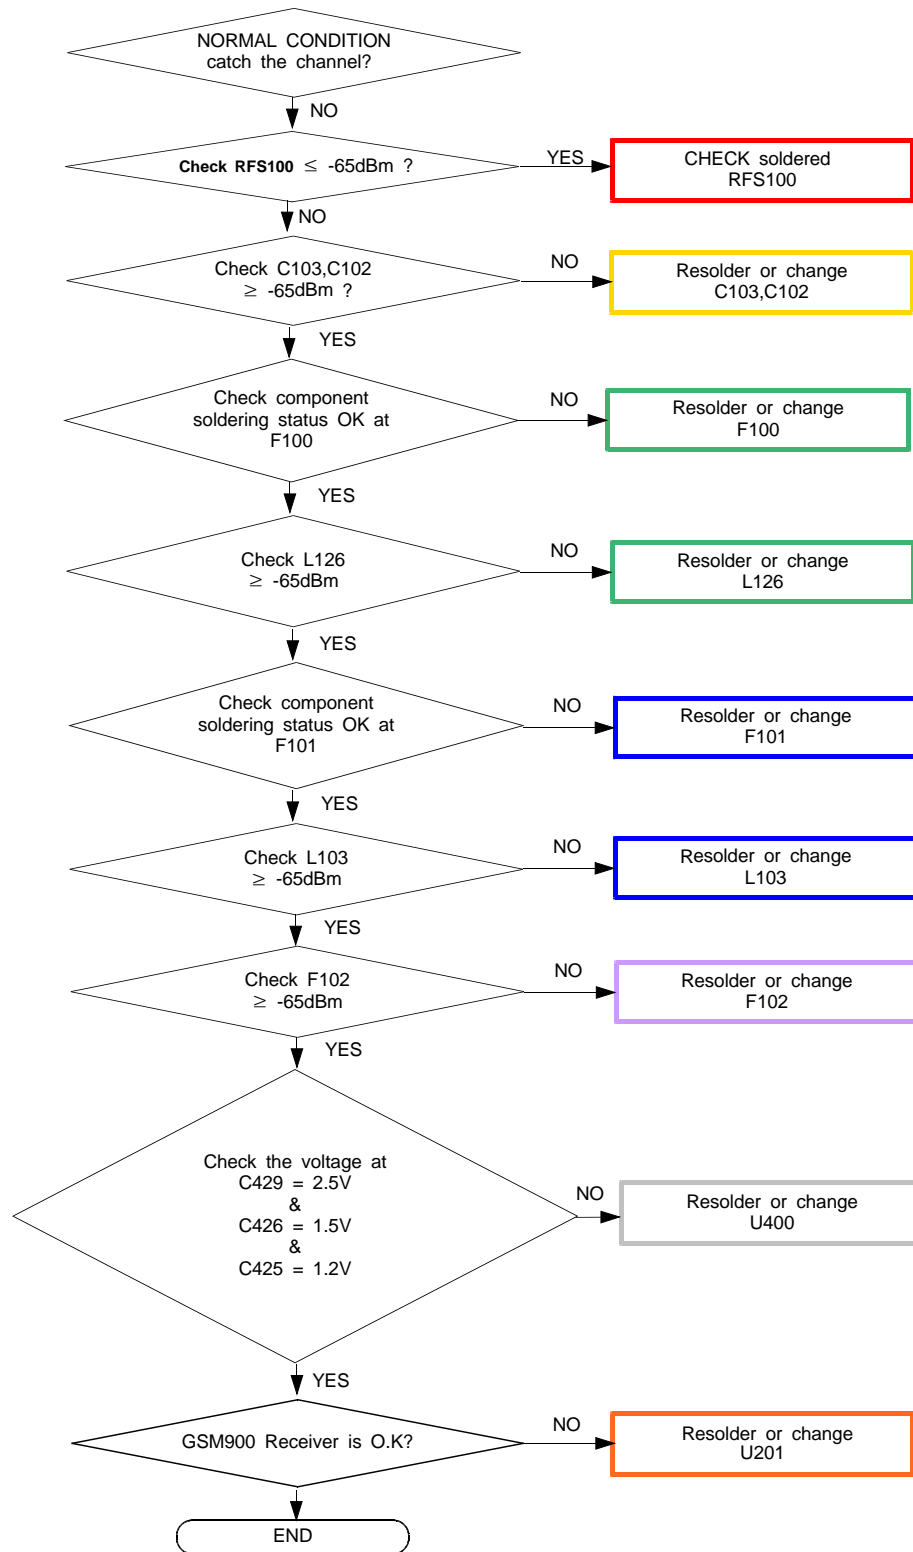 NORMAL CONDITION
catch the channel?
NO
Check RFS100 ≤ -65dBm ?
YES
CHECK soldered
RFS100
NO
Check C103,C102
≥ -65dBm ?
NO
Resolder or change
C103,C102
YES
Check component
soldering status OK at
F100
NO
Resolder or change
F100
YES
Check L126
≥ -65dBm
NO
Resolder or change
L126
YES
Check component
soldering status OK at
F101
NO
Resolder or change
F101
YES
Check L103
≥ -65dBm
NO
Resolder or change
L103
YES
Check F102
≥ -65dBm
NO
Resolder or change
F102
YES
Check the voltage at
C429 = 2.5V
&
C426 = 1.5V
&
C425 = 1.2V
NO
Resolder or change
U400
YES
GSM900 Receiver is O.K?
NO
Resolder or change
U201
END